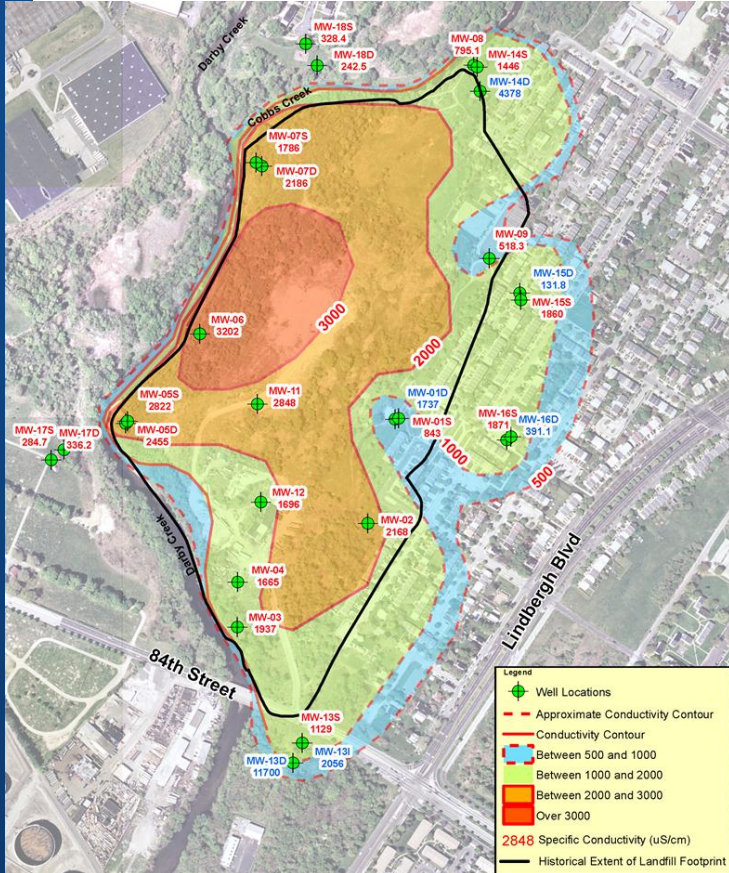 Darby Creek
MW-18S
328.4
MW-18D
242.5
MW-08
795.1
MW-14S
1446
MW-14D
4378
Cobbs Creek
MW-07S
1786
MW-07D
2186
MW-09
518.3
MW-15D
131.8
MW-15S
1860
MW-06
3202
3000
2000
MW-05S
2822
MW-11
2848
MW-01D
1737
MW-01S
843
MW-17S
284.7
MW-17D
336.2
MW-05D
2455
MW-16S
1871
MW-16D
391.1
1000
500
MW-12
1696
MW-02
2168
Darby Creek
MW-04
1665
MW-03
1937
84th Street
Lindbergh Blvd
MW-13S
1129
MW-13I
2056
MW-13D
11700
Legend
Well Locations
Approximate Conductivity Contour
Conductivity Contour
Between 500 and 1000
Between 1000 and 2000
Between 2000 and 3000
Over 3000
2848 Specific Conductivity (uS/cm)
Historical Extent of Landfill Footprint